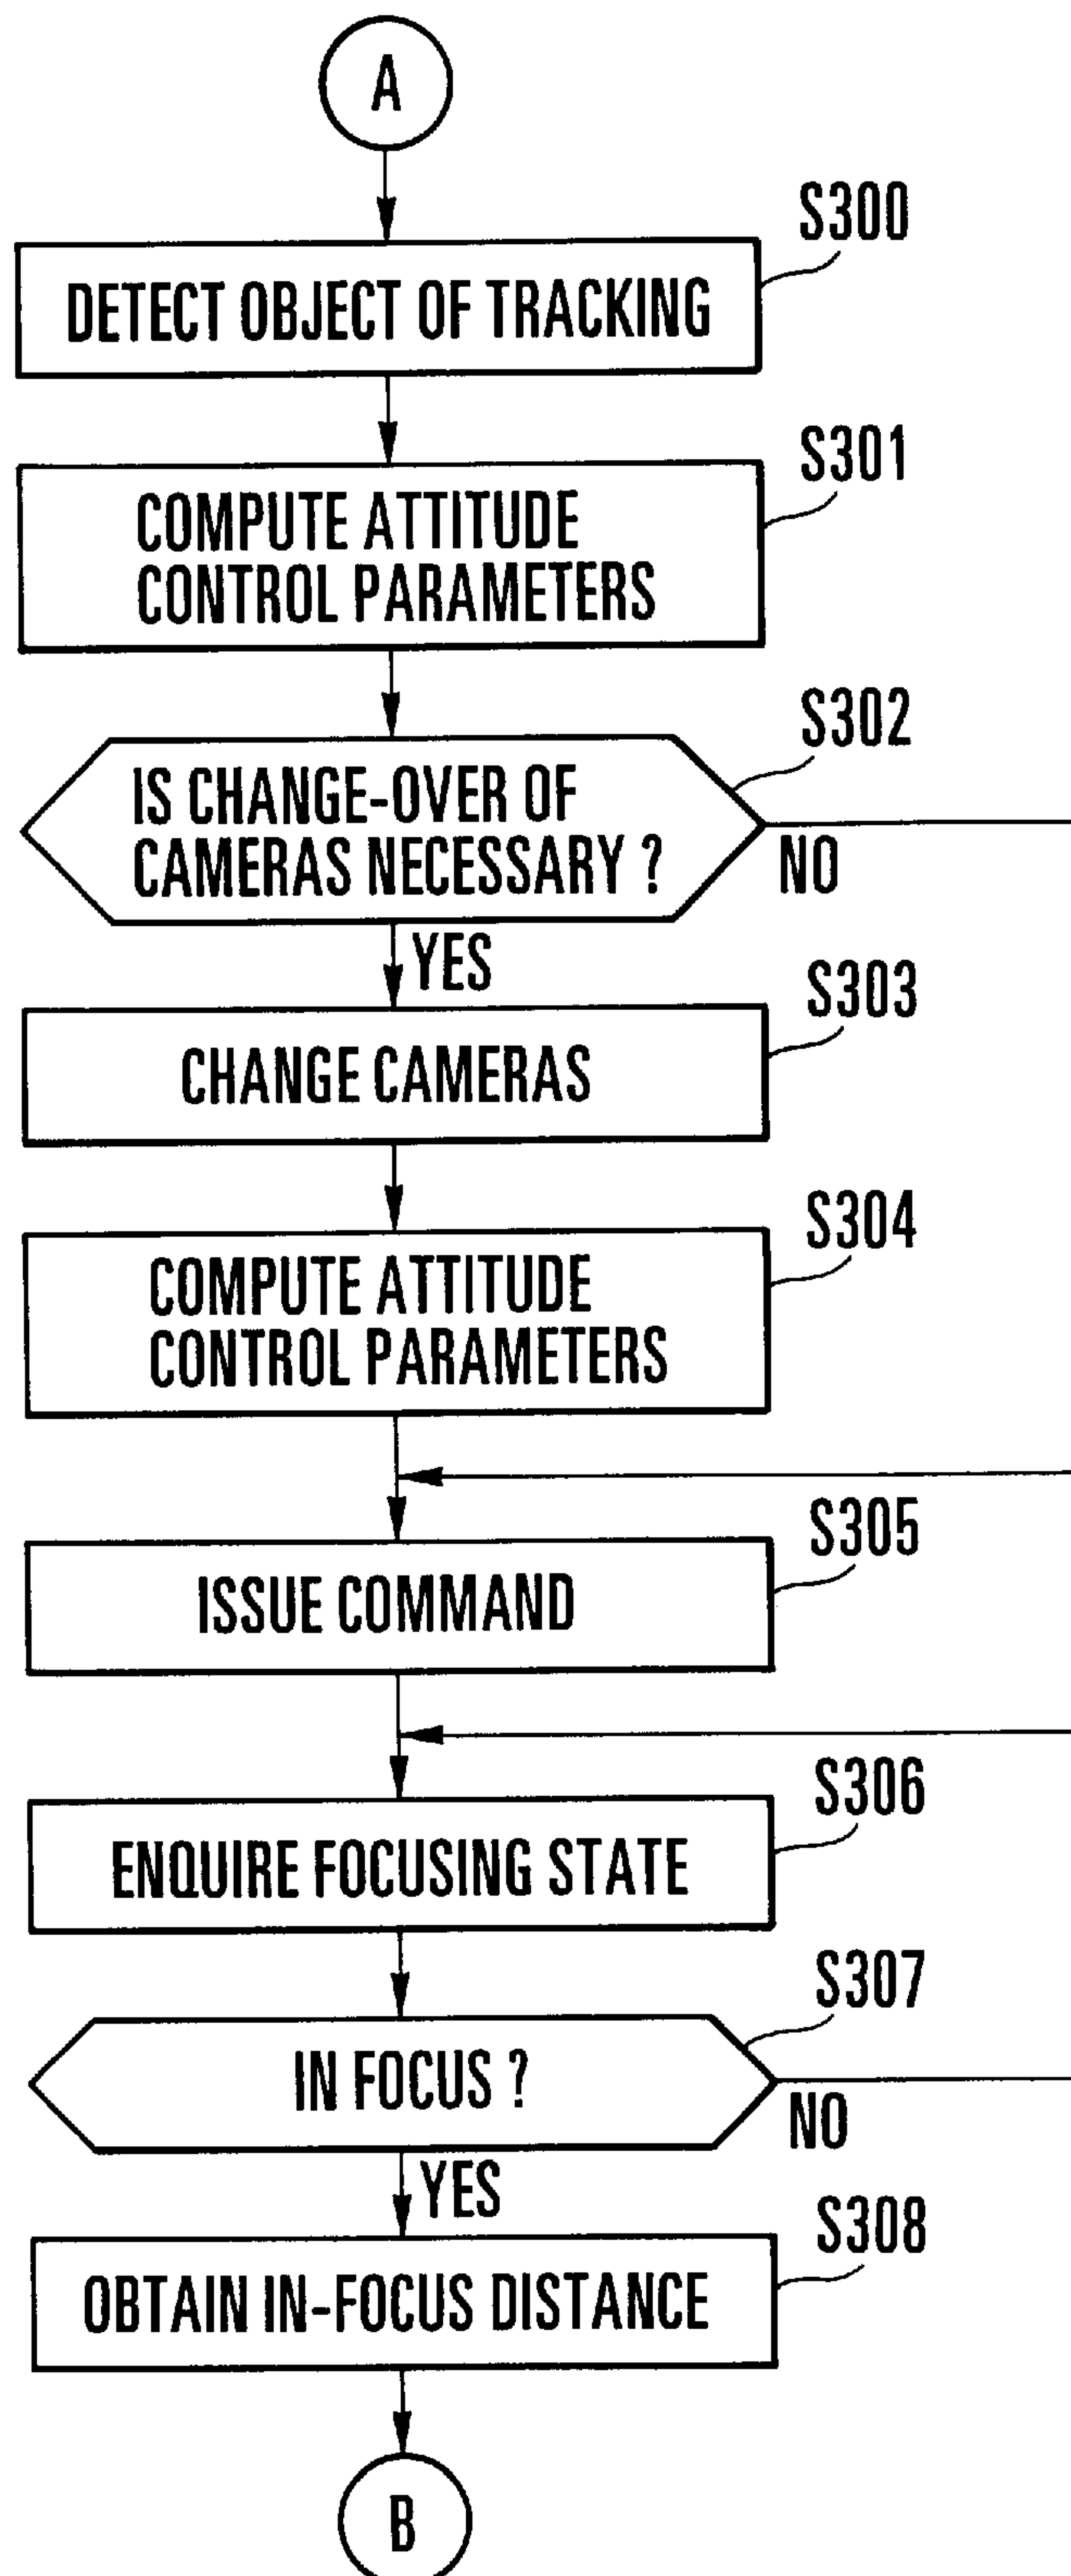 A
S300
DETECT OBJECT OF TRACKING
S301
COMPUTE ATTITUDE
CONTROL PARAMETERS
S302
IS CHANGE-OVER OF
CAMERAS NECESSARY ?
NO
YES
S303
CHANGE CAMERAS
S304
COMPUTE ATTITUDE
CONTROL PARAMETERS
S305
ISSUE COMMAND
S306
ENQUIRE FOCUSING STATE
S307
IN FOCUS ?
NO
YES
S308
OBTAIN IN-FOCUS DISTANCE
B